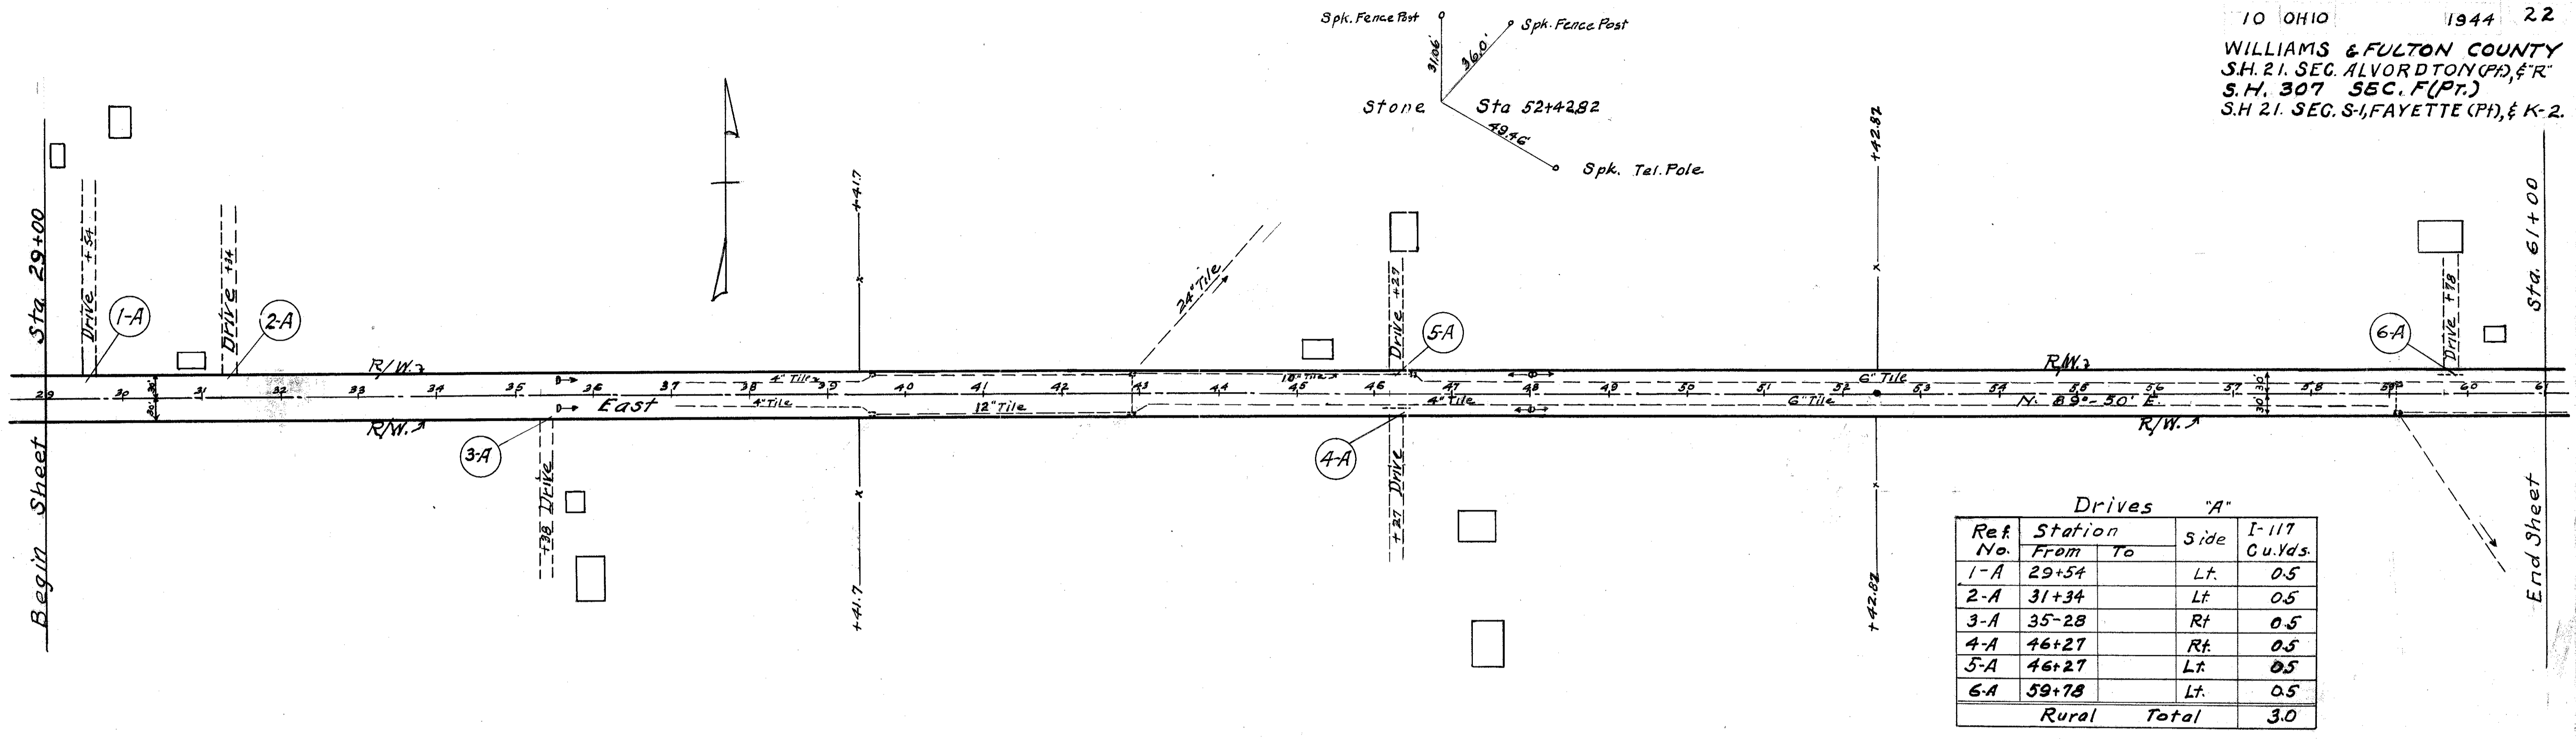 10 OHIO 1944 22
WILLIAMS & FULTON COUNTY
S.H. 21. SEC. ALVORDTON (Pt), & "R"
S.H. 307 SEC. F (PT.)
S.H 21. SEC. S-1, FAYETTE (Pt), & K-2.
Spk. Fence Post
31.06'
36.0'
Spk. Fence Post
Stone
Sta 52+42.82
49.46'
Spk. Tel. Pole
Begin Sheet Sta. 29+00
Drive +54
1-A
Drive +34
2-A
+41.7
24" Tile
Drive +27
5-A
+42.82
6-A
Drive +78
End Sheet Sta. 61+00
R/W.
R/W.
4" Tile
10" Tile
6" Tile
29 30 31 32 33 34 35 36 37 38 39 40 41 42 43 44 45 46 47 48 49 50 51 52 53 54 55 56 57 58 59 60 61
30' 30'
East
4" Tile
12" Tile
4" Tile
6" Tile
N. 89°-50' E.
30' 30'
R/W.
R/W.
3-A
+38 Drive
+41.7
4-A
+27 Drive
+42.82
Drives "A"
Ref. No. Station From To Side I-117 Cu.Yds.
1-A 29+54 Lt. 0.5
2-A 31+34 Lt. 0.5
3-A 35-28 Rt 0.5
4-A 46+27 Rt. 0.5
5-A 46+27 Lt. 0.5
6-A 59+78 Lt. 0.5
Rural Total 3.0